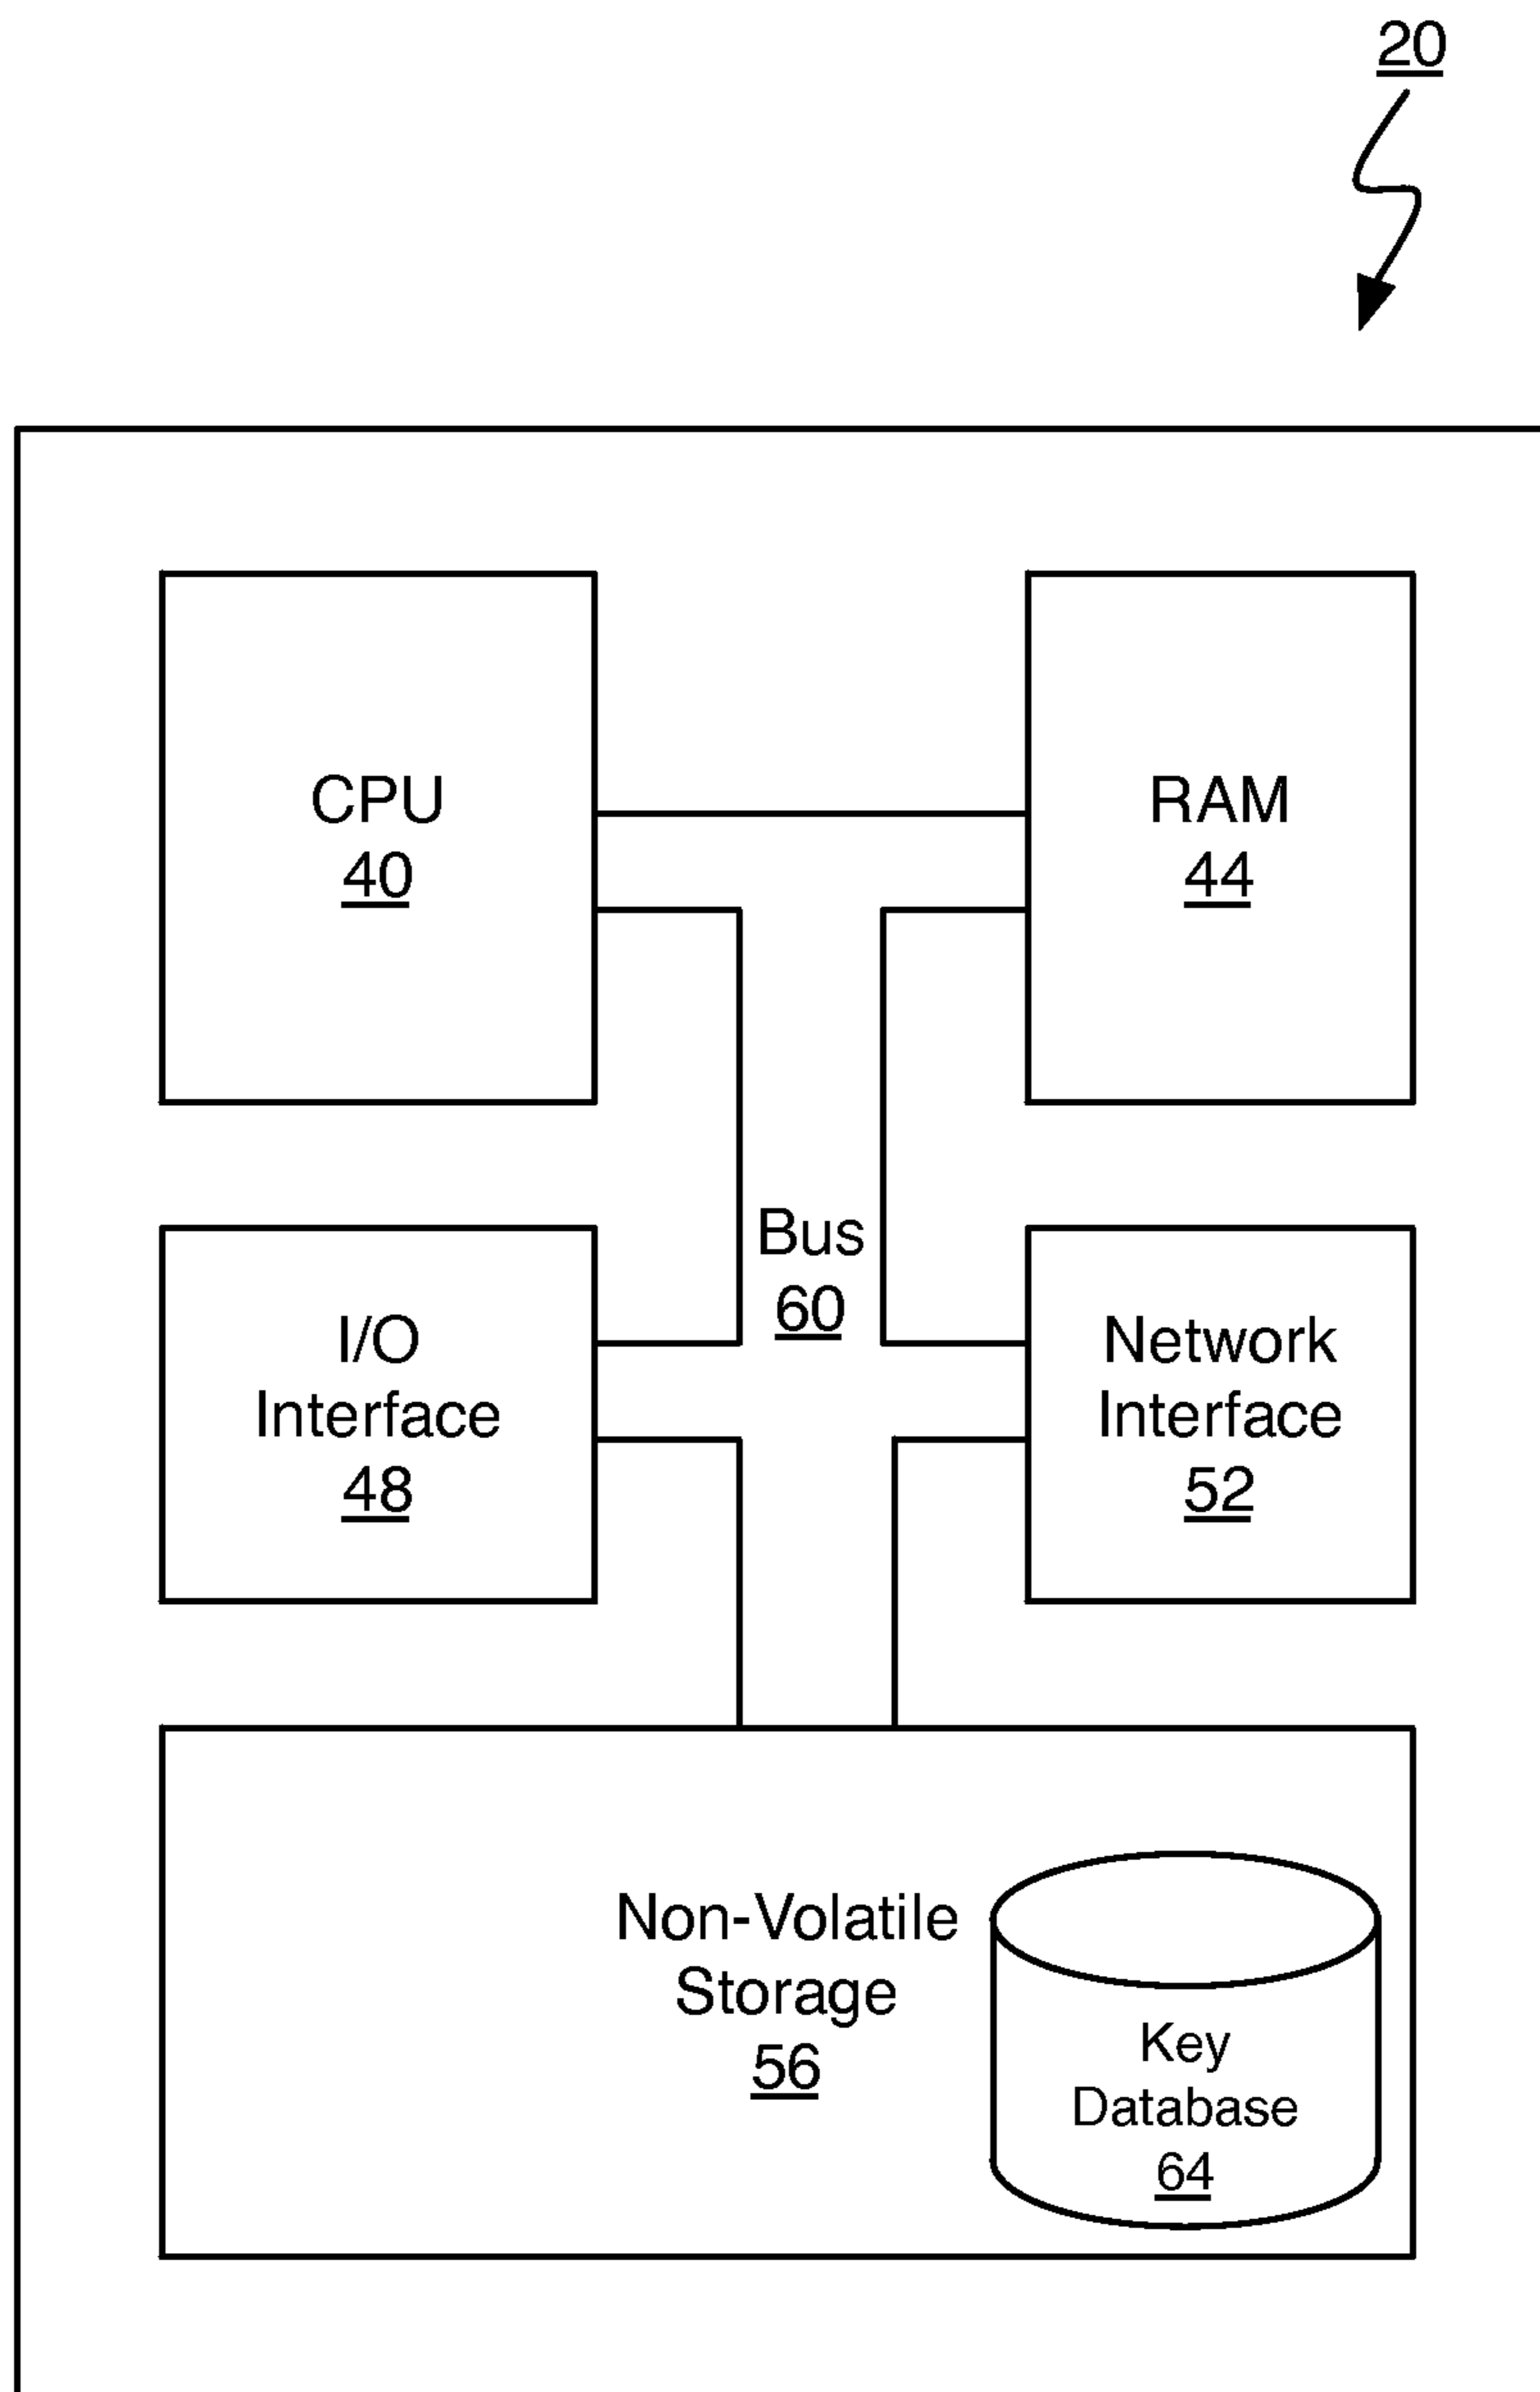 20
CPU
40
RAM
44
Bus
60
I/O
Interface
48
Network
Interface
52
Non-Volatile
Storage
56
Key
Database
64